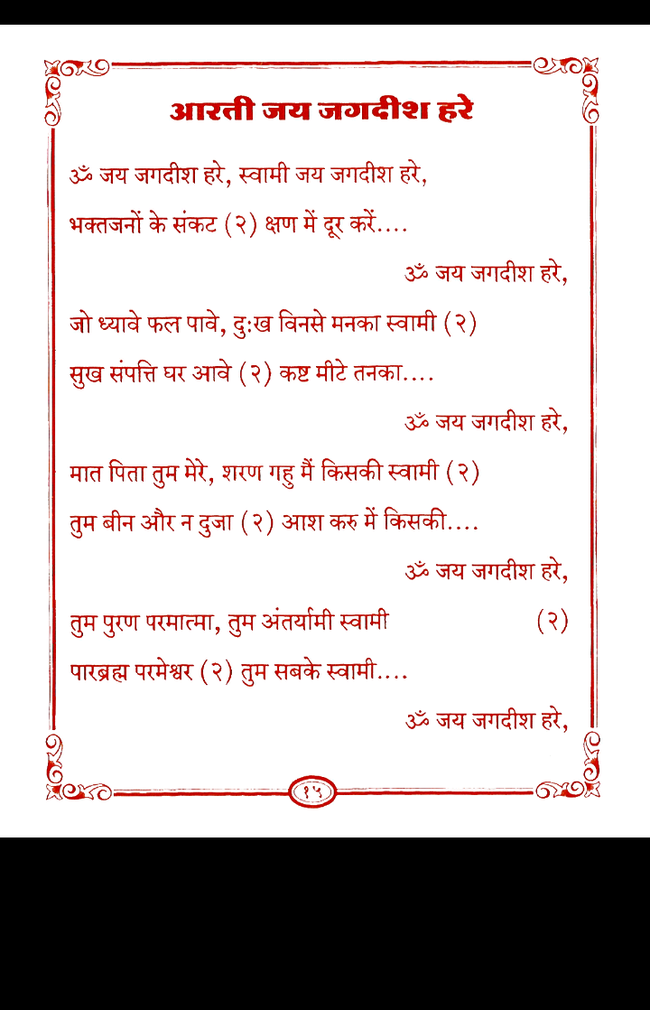 आरती जय जगदीश हरे
ॐ जय जगदीश हरे, स्वामी जय जगदीश हरे,
भक्तजनों के संकट (२) क्षण में दूर करें....
ॐ जय जगदीश हरे,
जो ध्यावे फल पावे, दुःख विनसे मनका स्वामी (२)
सुख संपत्ति घर आवे (२) कष्ट मीटे तनका....
ॐ जय जगदीश हरे,
मात पिता तुम मेरे, शरण गहु मैं किसकी स्वामी (२)
तुम बीन और न दुजा (२) आश करु में किसकी....
ॐ जय जगदीश हरे,
तुम पुरण परमात्मा, तुम अंतर्यामी स्वामी (२)
पारब्रह्म परमेश्वर (२) तुम सबके स्वामी....
ॐ जय जगदीश हरे,
१५